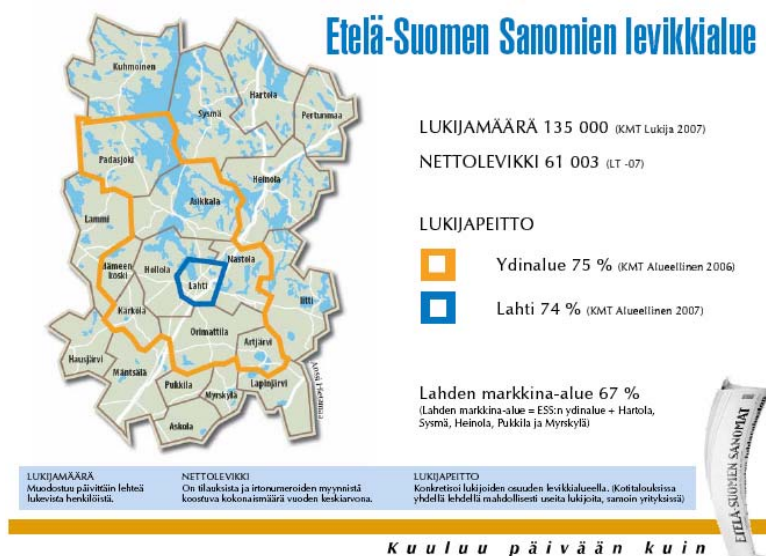 Etelä-Suomen Sanomien levikkialue
Kuhmoinen
Hartola
Sysmä
Pertunmaa
Padasjoki
Heinola
Asikkala
Lammi
Hämeen
koski
Hollola
Nastola
Lahti
Iitti
Kärkölä
Orimattila
Artjärvi
Hausjärvi
Mäntsälä
Pukkila
Lapinjärvi
Myrskylä
Askola
LUKIJAMÄÄRÄ 135 000 (KMT Lukija 2007)
NETTOLEVIKKI 61 003 (LT -07)
LUKIJAPEITTO
Ydinalue 75 % (KMT Alueellinen 2006)
Lahti 74 % (KMT Alueellinen 2007)
Lahden markkina-alue 67 %
(Lahden markkina-alue = ESS:n ydinalue + Hartola,
Sysmä, Heinola, Pukkila ja Myrskylä)
LUKIJAMÄÄRÄ
Muodostuu päivittäin lehteä
lukevista henkilöistä.
NETTOLEVIKKI
On tilauksista ja irtonumeroiden myynnistä
koostuva kokonaismäärä vuoden keskiarvona.
LUKIJAPEITTO
Konkretisoi lukijoiden osuuden levikkialueella. (Kotitalouksissa
yhdellä lehdellä mahdollisesti useita lukijoita, samoin yrityksissä)
ETELÄ-SUOMEN SANOMAT
Kuuluu päivään kuin